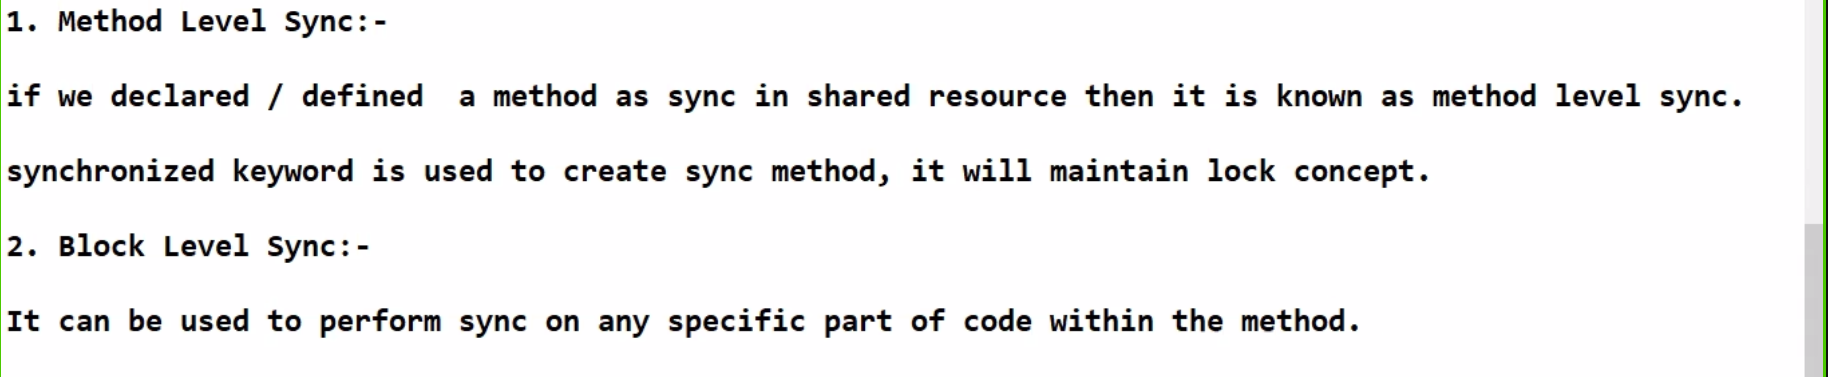 1. Method Level Sync:-
if we declared / defined  a method as sync in shared resource then it is known as method level sync.
synchronized keyword is used to create sync method, it will maintain lock concept.
2. Block Level Sync:-
It can be used to perform sync on any specific part of code within the method.